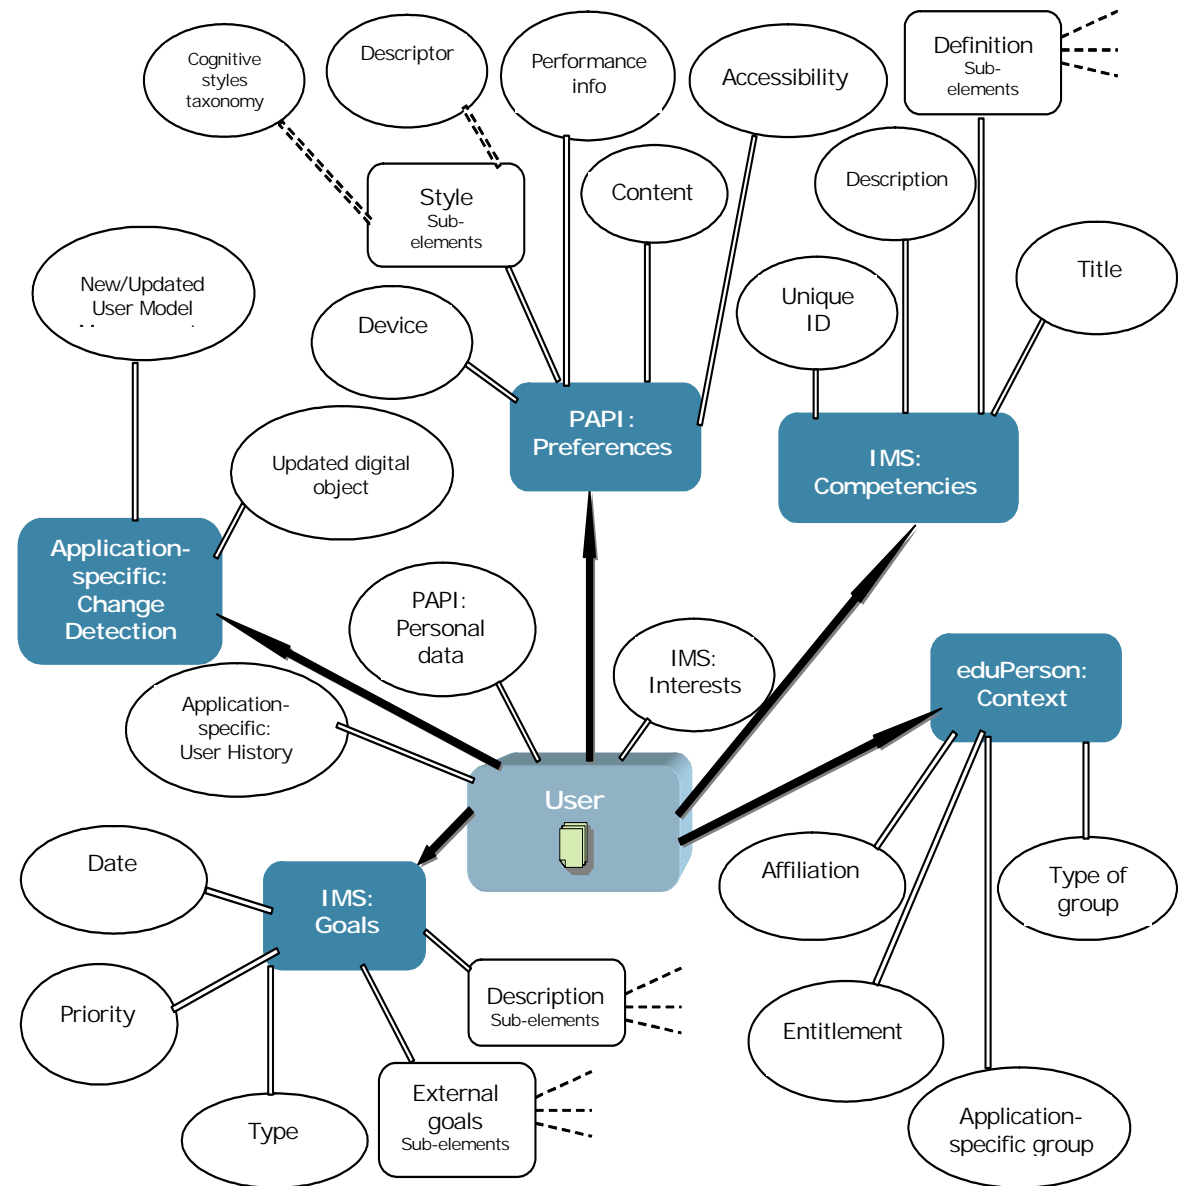 Cognitive
styles
taxonomy
Descriptor
Performance
info
Accessibility
Definition
Sub-
elements
Style
Sub-
elements
Content
Description
New/Updated
User Model
Unique
ID
Title
Device
PAPI:
Preferences
IMS:
Competencies
Updated digital
object
Application-
specific:
Change
Detection
PAPI:
Personal
data
IMS:
Interests
eduPerson:
Context
Application-
specific:
User History
User
Date
IMS:
Goals
Affiliation
Type of
group
Priority
Description
Sub-elements
Entitlement
External
goals
Sub-elements
Type
Application-
specific group